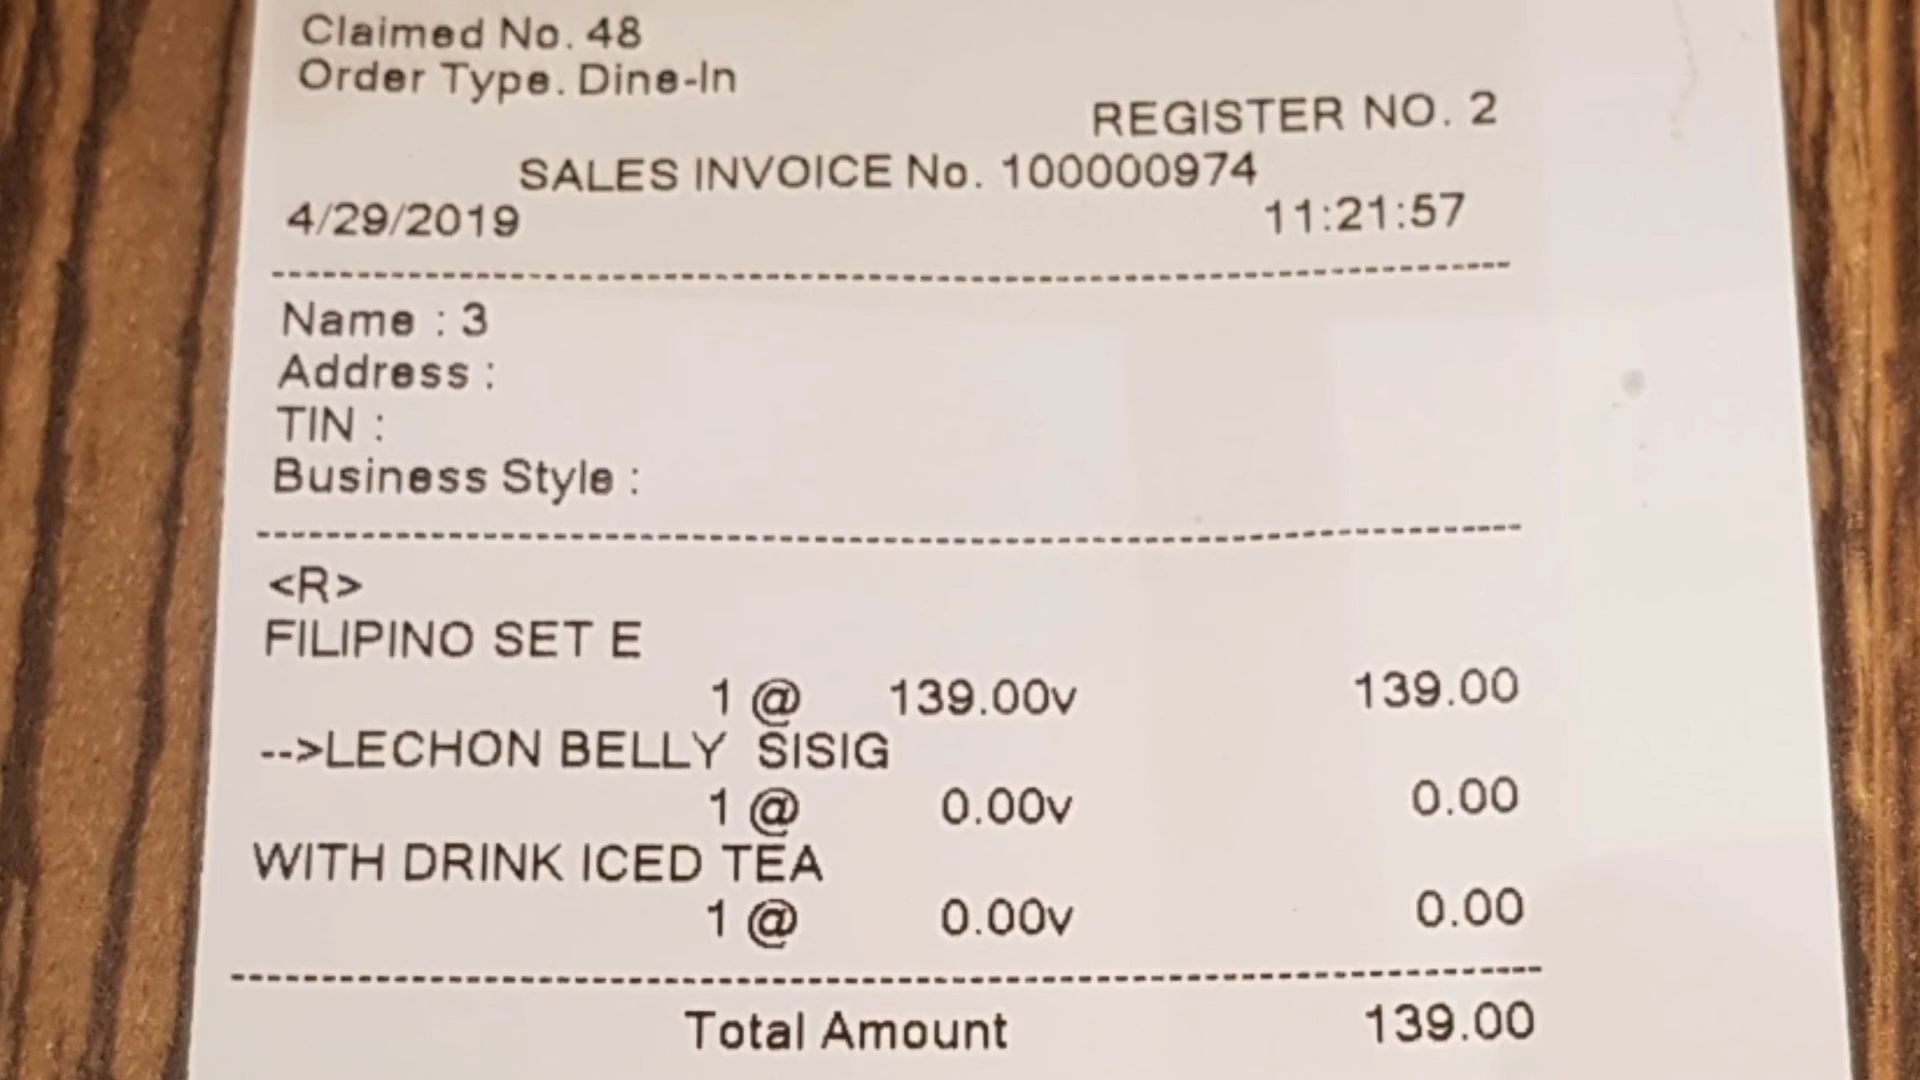 Claimed No. 48
Order Type. Dine-In
REGISTER NO. 2
SALES INVOICE No. 100000974
4/29/2019 11:21:57
Name : 3
Address :
TIN :
Business Style :
<R>
FILIPINO SET E
1 @ 139.00v 139.00
-->LECHON BELLY SISIG
1 @ 0.00v 0.00
WITH DRINK ICED TEA
1 @ 0.00v 0.00
Total Amount 139.00